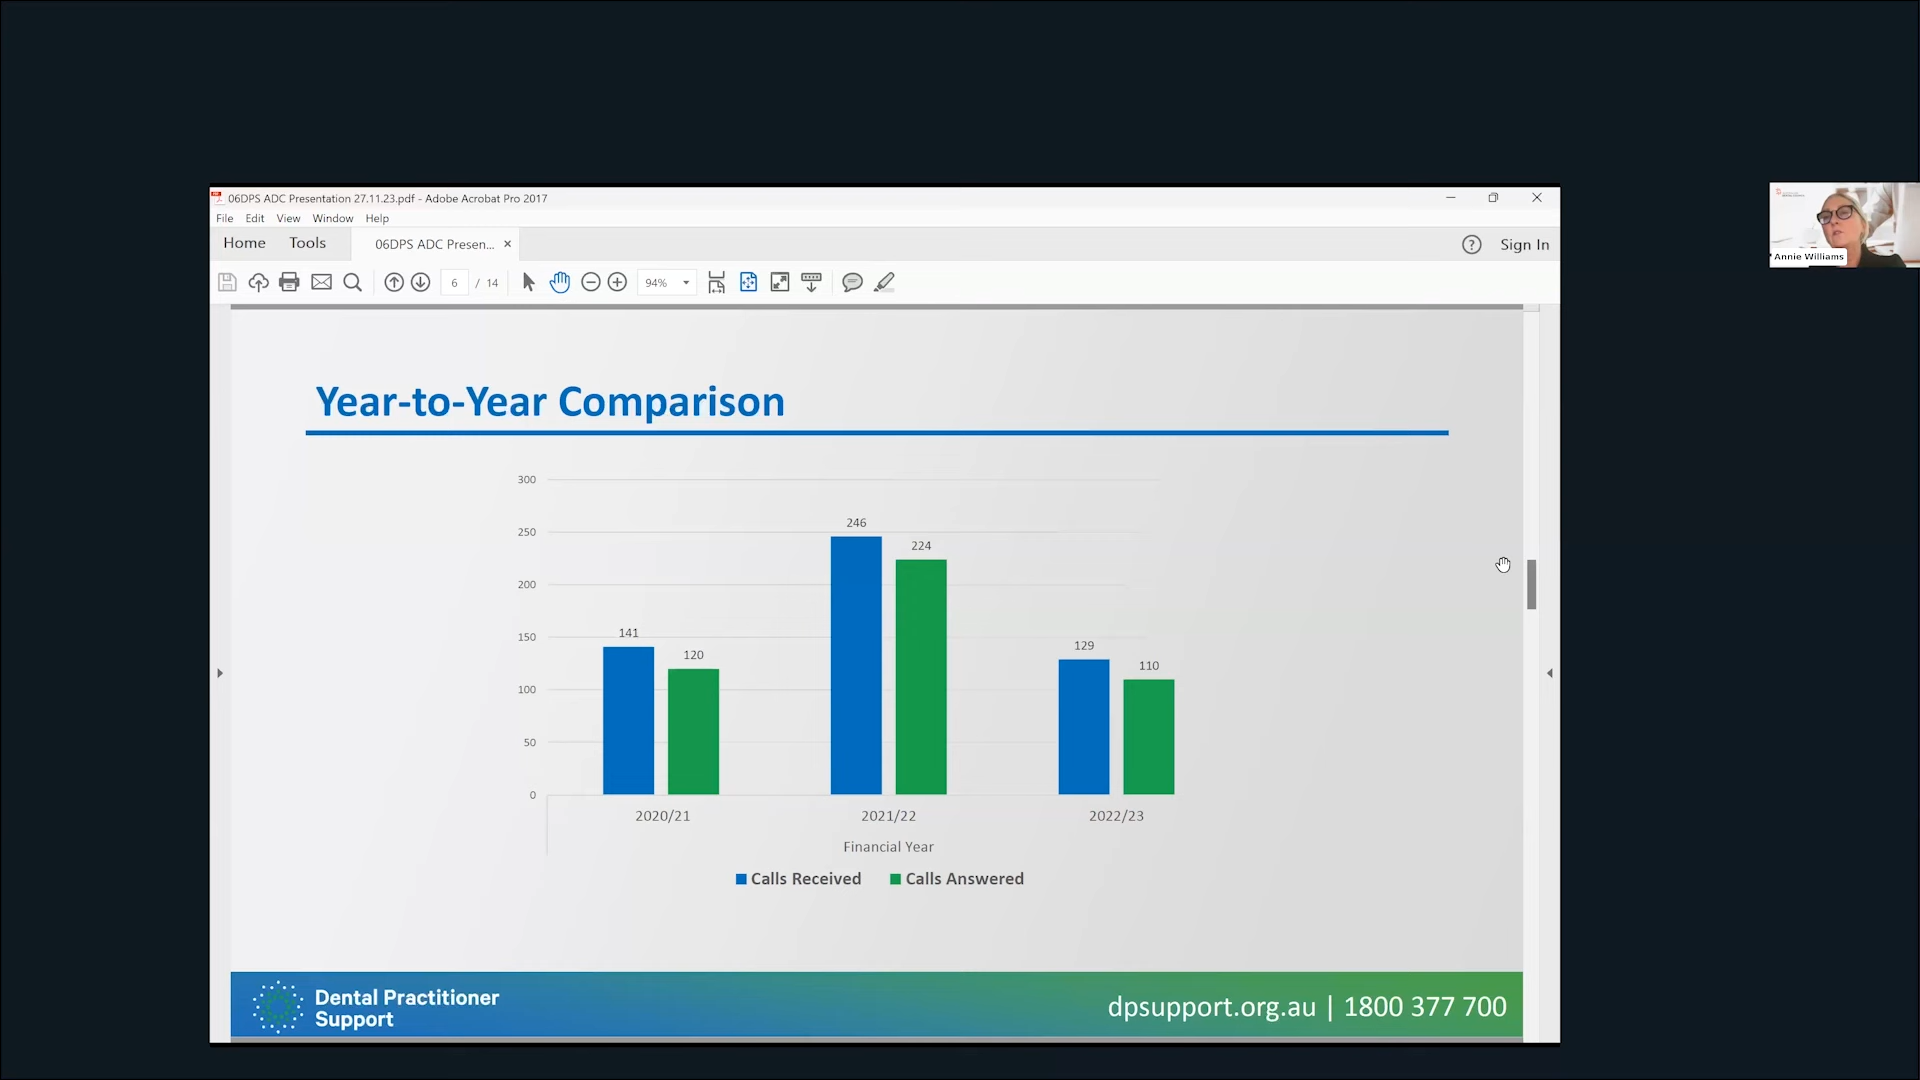 06DPS ADC Presentation 27.11.23.pdf - Adobe Acrobat Pro 2017
File Edit View Window Help
Home Tools 06DPS ADC Presen... × ? Sign In
6 / 14 94%
Annie Williams
Year-to-Year Comparison
300
250
200
150
100
50
0
141
120
246
224
129
110
2020/21 2021/22 2022/23
Financial Year
Calls Received Calls Answered
Dental Practitioner
Support
dpsupport.org.au | 1800 377 700